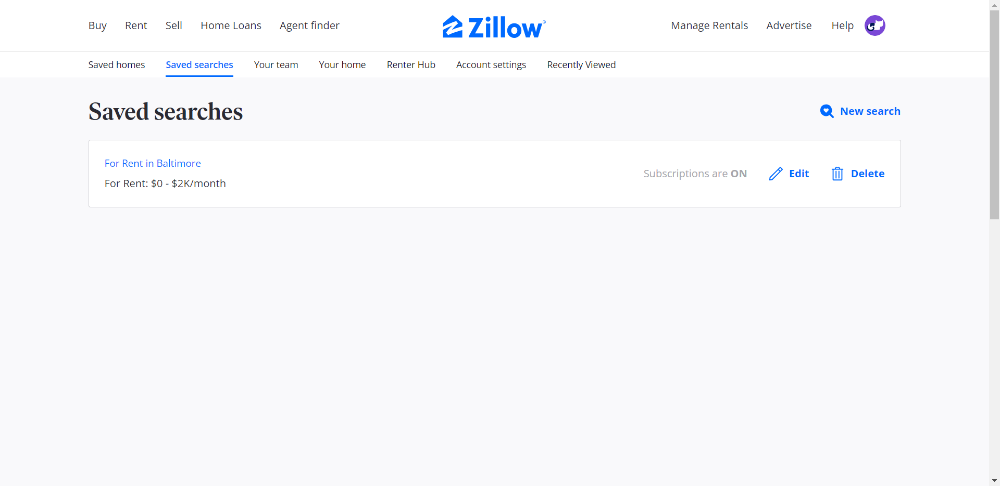 Buy Rent Sell Home Loans Agent finder Zillow® Manage Rentals Advertise Help
Saved homes Saved searches Your team Your home Renter Hub Account settings Recently Viewed
Saved searches New search
For Rent in Baltimore
For Rent: $0 - $2K/month
Subscriptions are ON Edit Delete